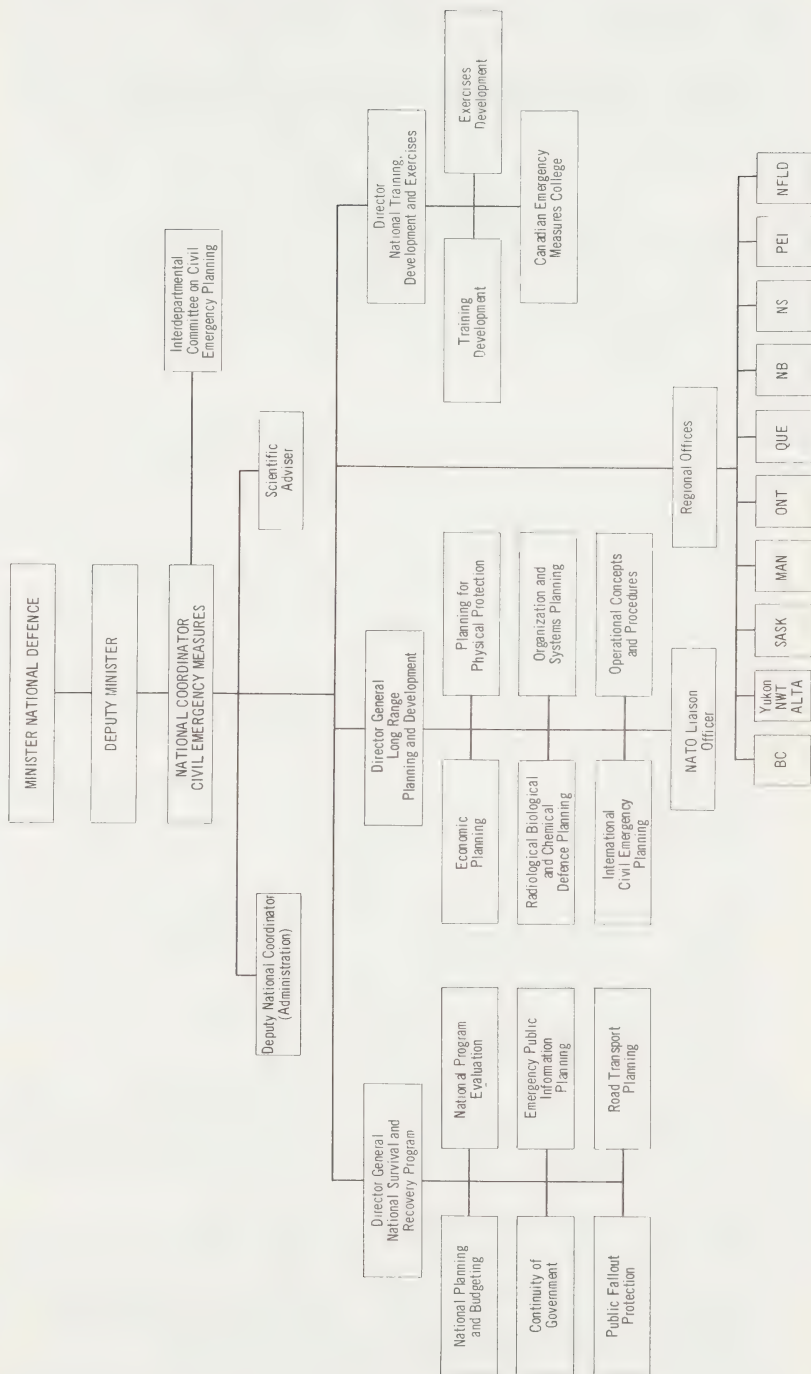 MINISTER NATIONAL DEFENCE
DEPUTY MINISTER
NATIONAL COORDINATOR
CIVIL EMERGENCY MEASURES
Interdepartmental
Committee on Civil
Emergency Planning
Deputy National Coordinator
(Administration)
Scientific
Adviser
Director General
National Survival and
Recovery Program
National Planning
and Budgeting
National Program
Evaluation
Continuity of
Government
Emergency Public
Information
Planning
Public Fallout
Protection
Road Transport
Planning
Director General
Long Range
Planning and Development
Economic
Planning
Planning for
Physical Protection
Radiological Biological
and Chemical
Defence Planning
Organization and
Systems Planning
International
Civil Emergency
Planning
Operational Concepts
and Procedures
NATO Liaison
Officer
Director
National Training,
Development and Exercises
Training
Development
Exercises
Development
Canadian Emergency
Measures College
Regional Offices
BC
Yukon
NWT
ALTA
SASK
MAN
ONT
QUE
NB
NS
PEI
NFLD